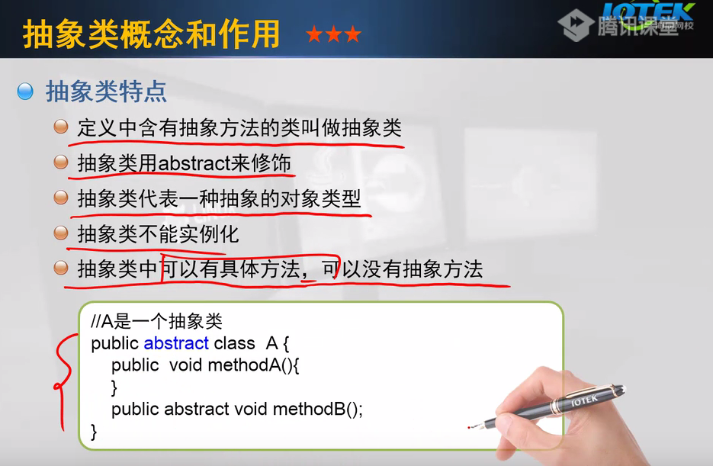 抽象类概念和作用 ★★★
IOTEK
腾讯课堂
抽象类特点
定义中含有抽象方法的类叫做抽象类
抽象类用abstract来修饰
抽象类代表一种抽象的对象类型
抽象类不能实例化
抽象类中可以有具体方法，可以没有抽象方法
//A是一个抽象类
public abstract class A {
public void methodA(){
}
public abstract void methodB();
}
IOTEK